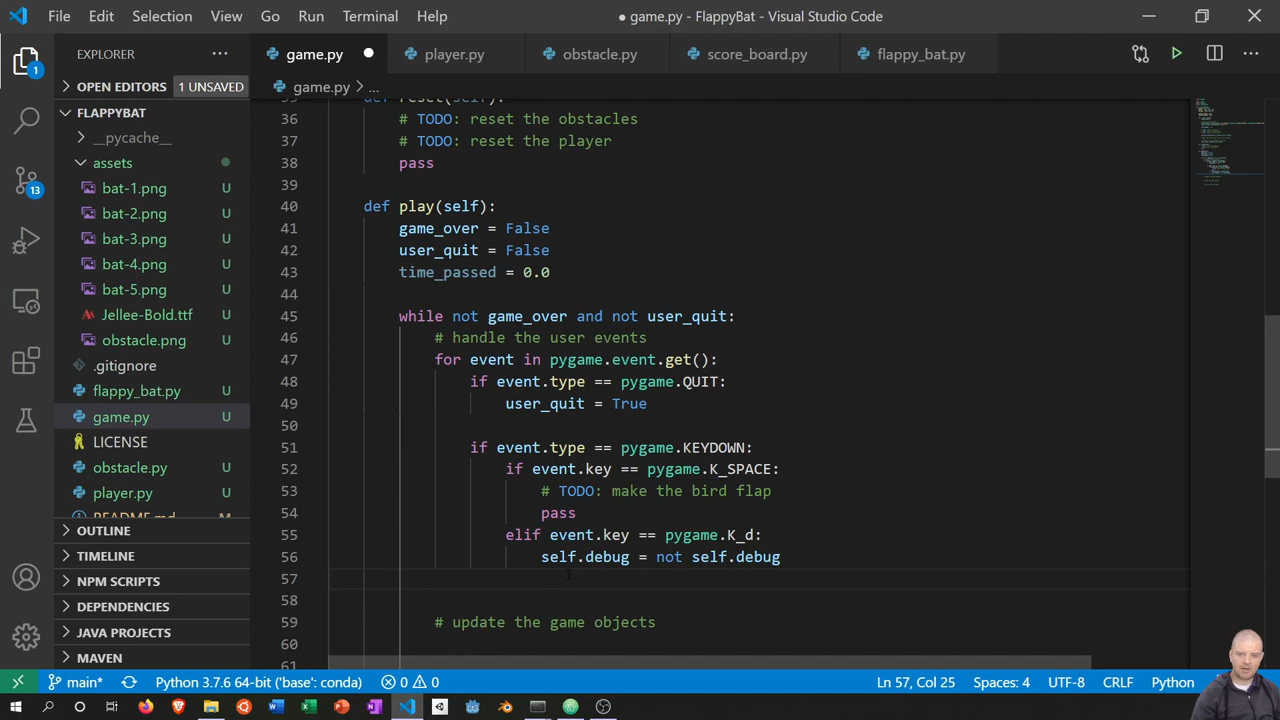 File Edit Selection View Go Run Terminal Help ● game.py - FlappyBat - Visual Studio Code
EXPLORER ...
game.py ● player.py obstacle.py score_board.py flappy_bat.py
1
OPEN EDITORS 1 UNSAVED
game.py > ...
FLAPPYBAT
__pycache__
assets
bat-1.png U
bat-2.png U
bat-3.png U
bat-4.png U
bat-5.png U
Jellee-Bold.ttf U
obstacle.png U
.gitignore
flappy_bat.py U
game.py U
LICENSE
obstacle.py U
player.py U
README.md M
OUTLINE
TIMELINE
NPM SCRIPTS
DEPENDENCIES
JAVA PROJECTS
MAVEN
13
35 def reset(self):
36 # TODO: reset the obstacles
37 # TODO: reset the player
38 pass
39
40 def play(self):
41 game_over = False
42 user_quit = False
43 time_passed = 0.0
44
45 while not game_over and not user_quit:
46 # handle the user events
47 for event in pygame.event.get():
48 if event.type == pygame.QUIT:
49 user_quit = True
50
51 if event.type == pygame.KEYDOWN:
52 if event.key == pygame.K_SPACE:
53 # TODO: make the bird flap
54 pass
55 elif event.key == pygame.K_d:
56 self.debug = not self.debug
57
58
59 # update the game objects
60
61
main* Python 3.7.6 64-bit ('base': conda) 0 0 Ln 57, Col 25 Spaces: 4 UTF-8 CRLF Python